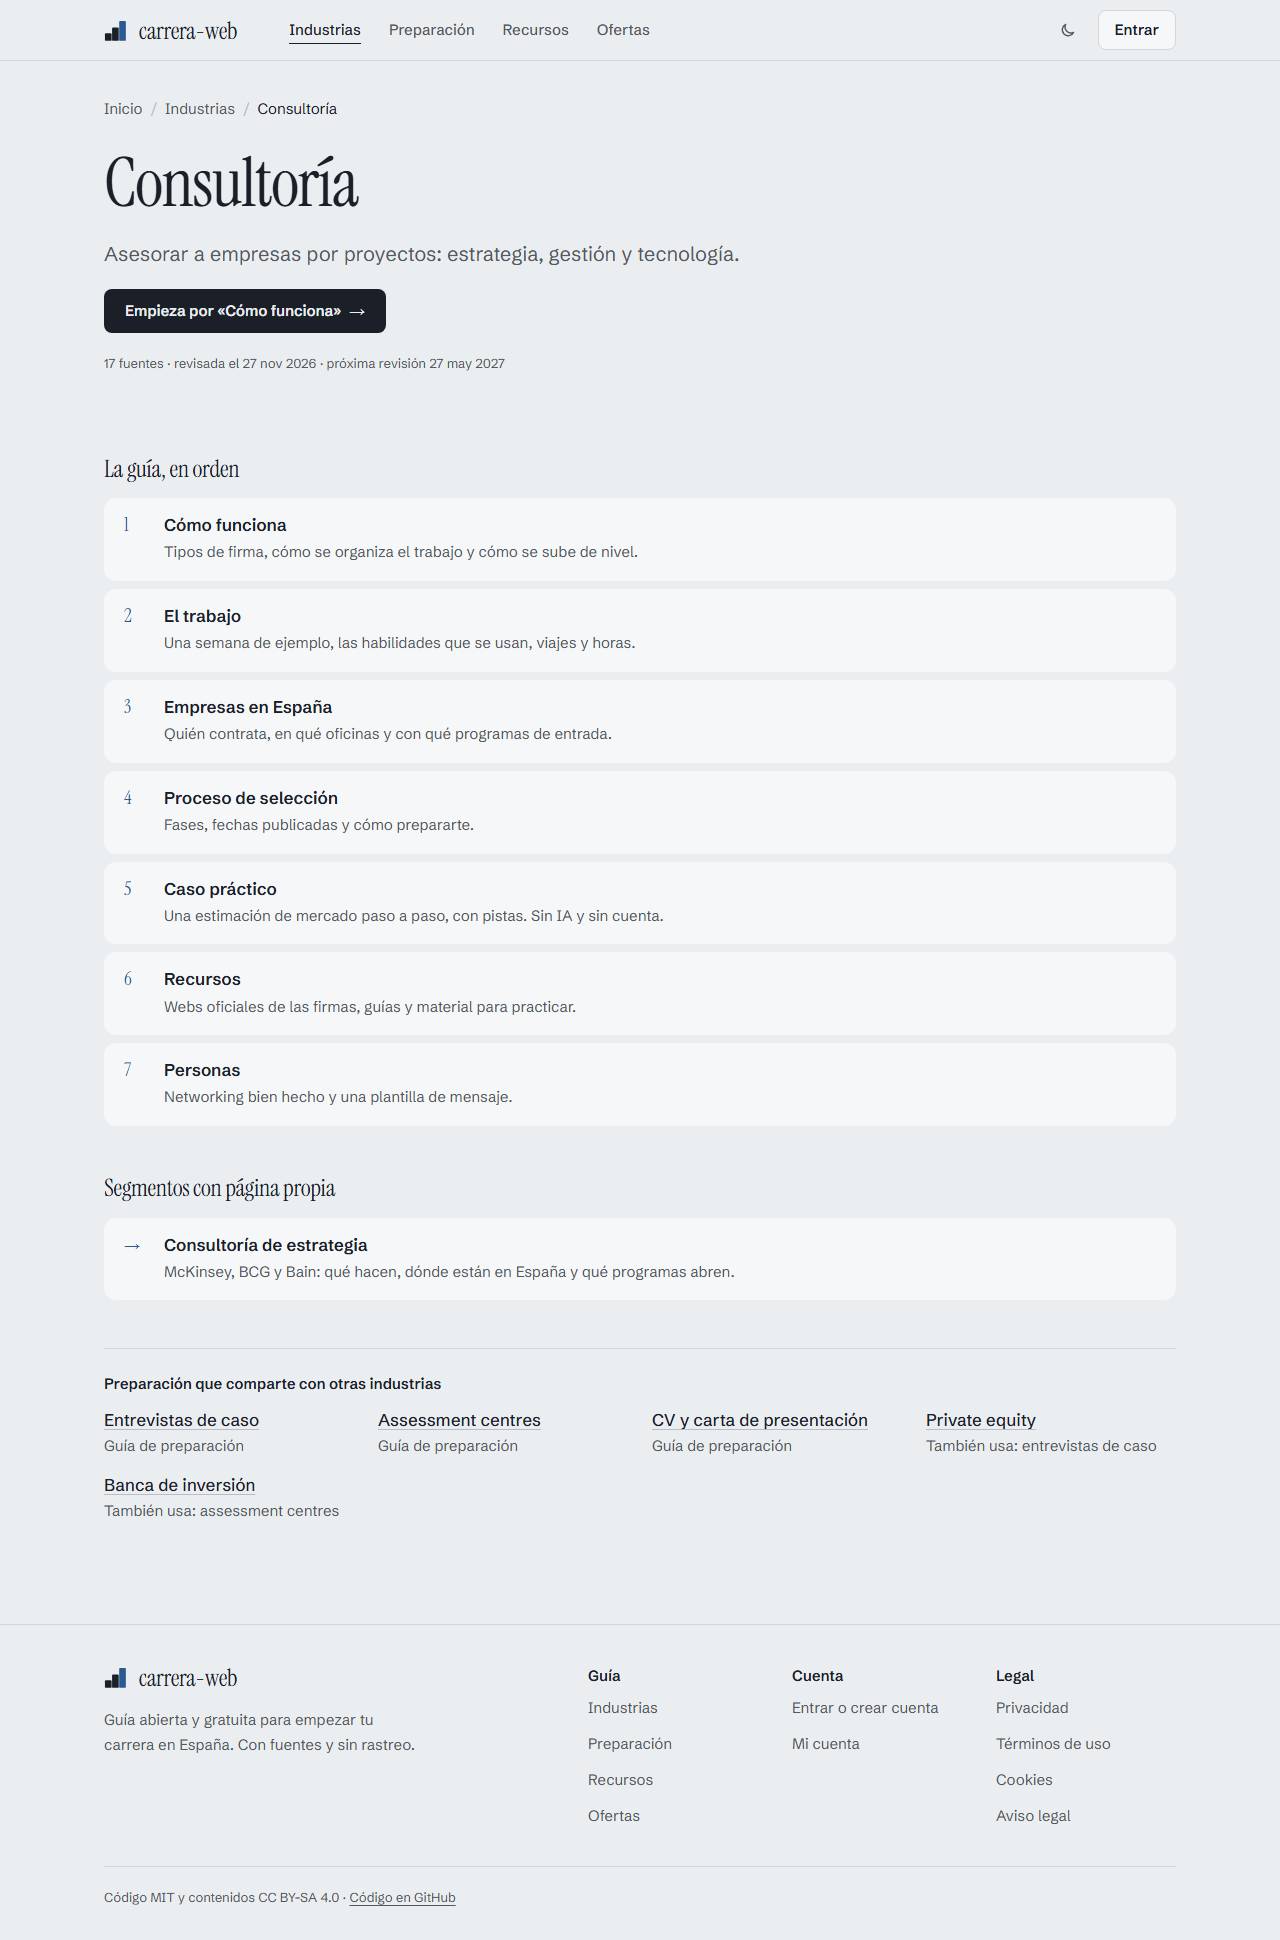 carrera-web
Industrias
Preparación
Recursos
Ofertas
Entrar
Inicio / Industrias / Consultoría
Consultoría
Asesorar a empresas por proyectos: estrategia, gestión y tecnología.
Empieza por «Cómo funciona» →
17 fuentes · revisada el 27 nov 2026 · próxima revisión 27 may 2027
La guía, en orden
1
Cómo funciona
Tipos de firma, cómo se organiza el trabajo y cómo se sube de nivel.
2
El trabajo
Una semana de ejemplo, las habilidades que se usan, viajes y horas.
3
Empresas en España
Quién contrata, en qué oficinas y con qué programas de entrada.
4
Proceso de selección
Fases, fechas publicadas y cómo prepararte.
5
Caso práctico
Una estimación de mercado paso a paso, con pistas. Sin IA y sin cuenta.
6
Recursos
Webs oficiales de las firmas, guías y material para practicar.
7
Personas
Networking bien hecho y una plantilla de mensaje.
Segmentos con página propia
→
Consultoría de estrategia
McKinsey, BCG y Bain: qué hacen, dónde están en España y qué programas abren.
Preparación que comparte con otras industrias
Entrevistas de caso
Guía de preparación
Assessment centres
Guía de preparación
CV y carta de presentación
Guía de preparación
Private equity
También usa: entrevistas de caso
Banca de inversión
También usa: assessment centres
carrera-web
Guía abierta y gratuita para empezar tu
carrera en España. Con fuentes y sin rastreo.
Guía
Industrias
Preparación
Recursos
Ofertas
Cuenta
Entrar o crear cuenta
Mi cuenta
Legal
Privacidad
Términos de uso
Cookies
Aviso legal
Código MIT y contenidos CC BY-SA 4.0 · Código en GitHub